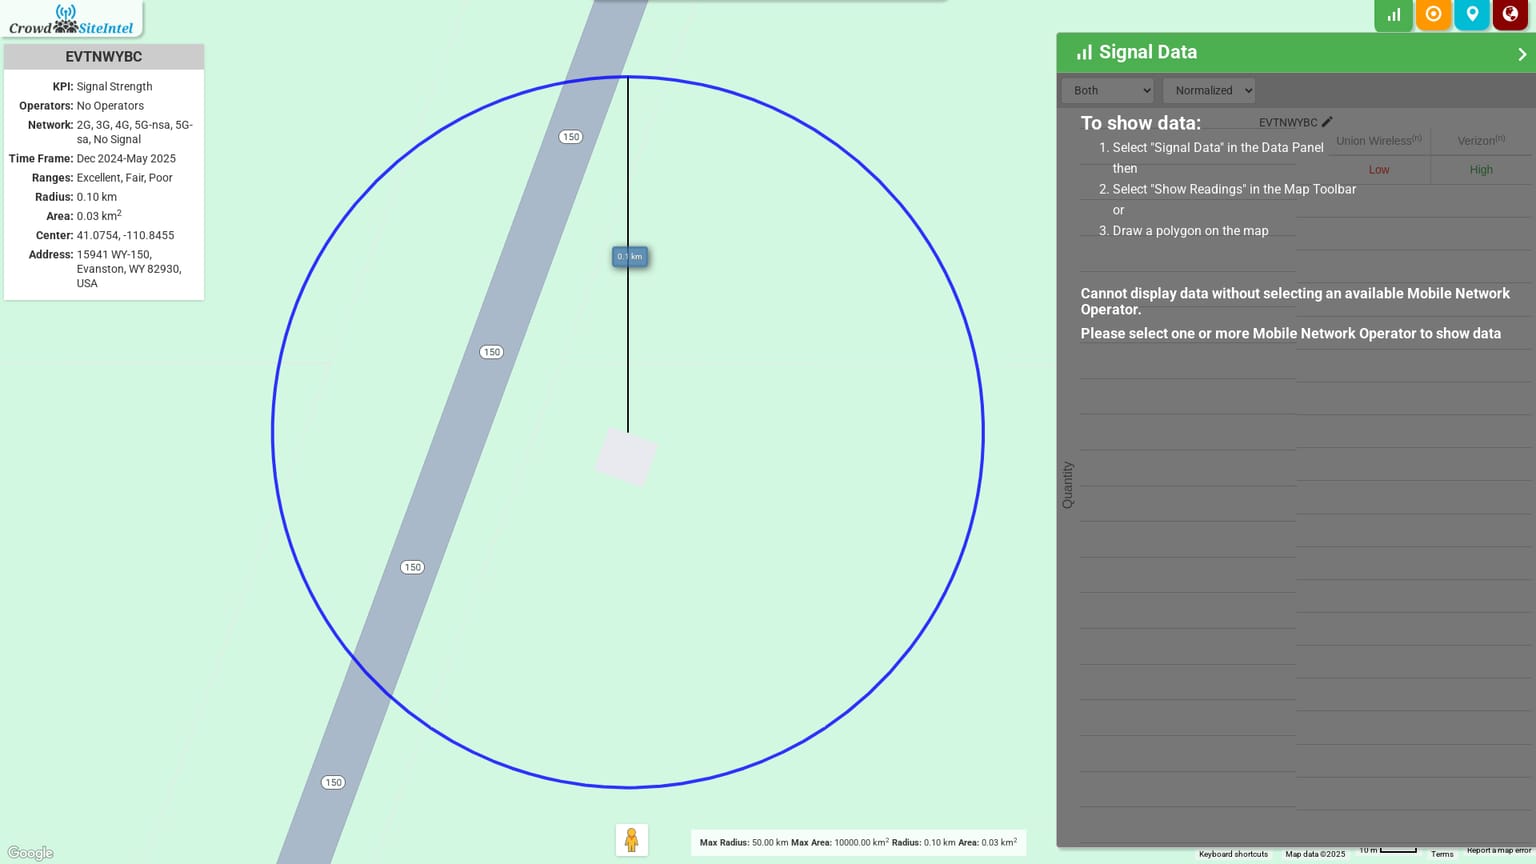 Crowd SiteIntel
EVTNWYBC
KPI: Signal Strength
Operators: No Operators
Network: 2G, 3G, 4G, 5G-nsa, 5G-
sa, No Signal
Time Frame: Dec 2024-May 2025
Ranges: Excellent, Fair, Poor
Radius: 0.10 km
Area: 0.03 km²
Center: 41.0754, -110.8455
Address: 15941 WY-150,
Evanston, WY 82930,
USA
150
0.1 km
150
150
150
Signal Data
Both
Normalized
To show data:
EVTNWYBC
Union Wireless(n)
Verizon(n)
1. Select "Signal Data" in the Data Panel
then
Low
High
2. Select "Show Readings" in the Map Toolbar
or
3. Draw a polygon on the map
Cannot display data without selecting an available Mobile Network
Operator.
Please select one or more Mobile Network Operator to show data
Quantity
Max Radius: 50.00 km Max Area: 10000.00 km² Radius: 0.10 km Area: 0.03 km²
Google
Keyboard shortcuts
Map data ©2025
10 m
Terms
Report a map error